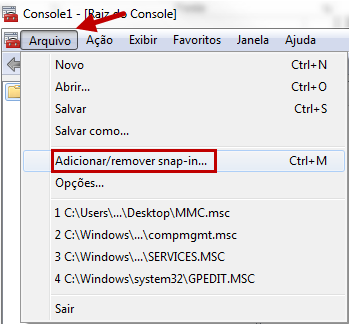 Console1 - [Raiz do Console]
Arquivo Ação Exibir Favoritos Janela Ajuda
Novo Ctrl+N
Abrir... Ctrl+O
Salvar Ctrl+S
Salvar como...
Adicionar/remover snap-in... Ctrl+M
Opções...
1 C:\Users\...\Desktop\MMC.msc
2 C:\Windows\...\compmgmt.msc
3 C:\Windows\...\SERVICES.MSC
4 C:\Windows\system32\GPEDIT.MSC
Sair